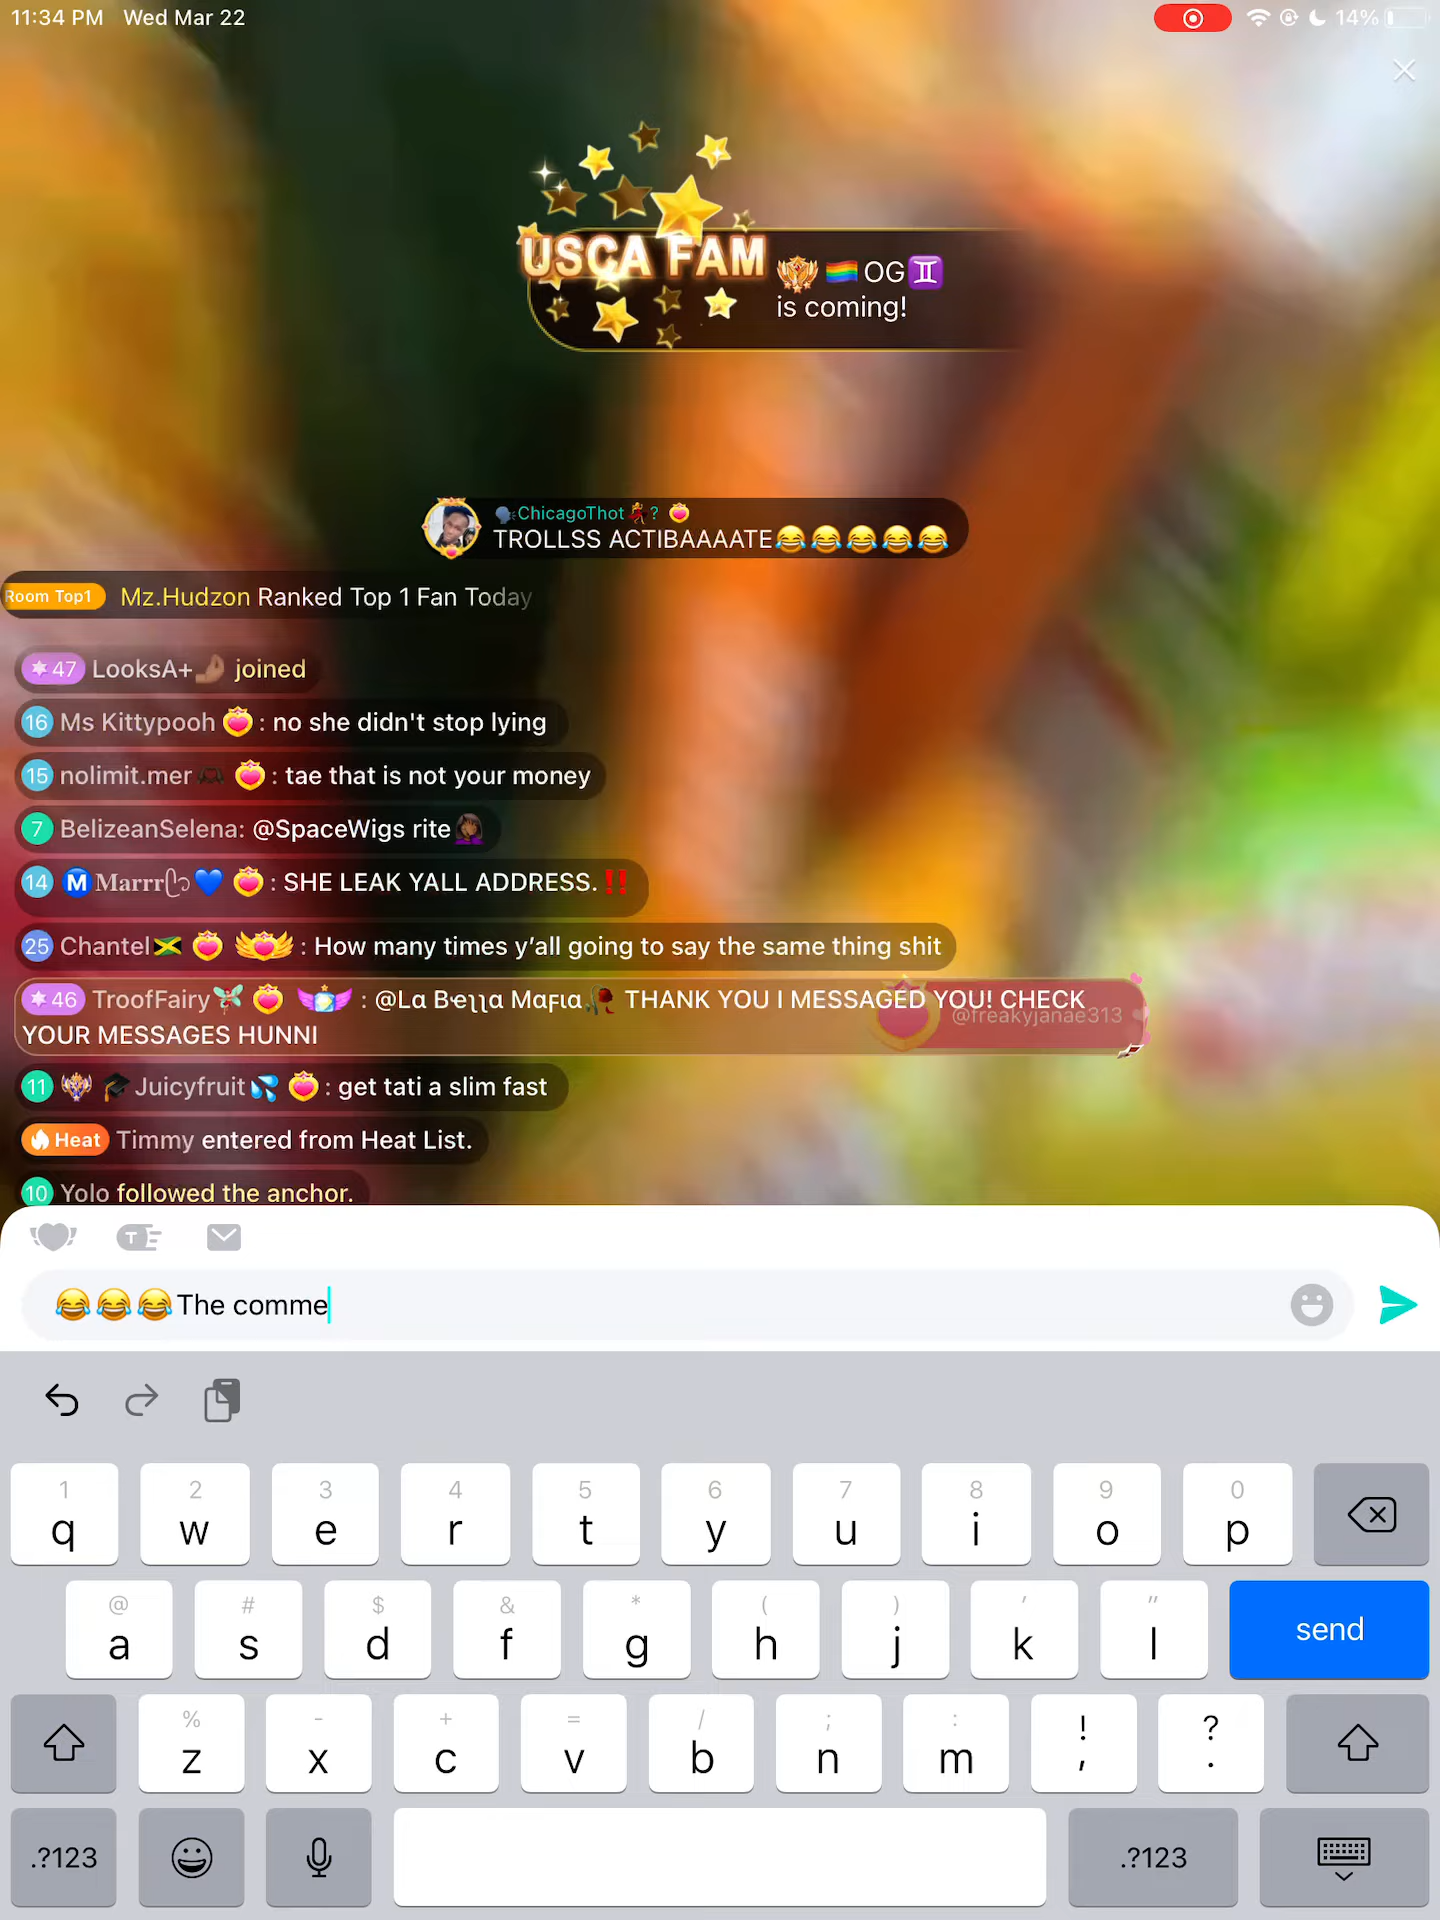 11:34 PM Wed Mar 22
14%
USCA FAM
🏳️‍🌈OG♊
is coming!
🗣️ChicagoThot💃🏿?
TROLLSS ACTIBAAAATE😂😂😂😂😂
Room Top1 Mz.Hudzon Ranked Top 1 Fan Today
47 LooksA+🤌🏽 joined
16 Ms Kittypooh : no she didn't stop lying
15 nolimit.mer : tae that is not your money
7 BelizeanSelena: @SpaceWigs rite🤦🏾‍♀️
14 Ⓜ️𝐌𝐚𝐫𝐫𝐫💙 : SHE LEAK YALL ADDRESS.‼️
25 Chantel🇯🇲 : How many times y’all going to say the same thing shit
46 TroofFairy🧚🏽 : @Lα Bҽʅʅα Mαϝια🥀 THANK YOU I MESSAGED YOU! CHECK
YOUR MESSAGES HUNNI
@freakyjanae313
11 🎓Juicyfruit💦 : get tati a slim fast
Heat Timmy entered from Heat List.
10 Yolo followed the anchor.
T
😂😂😂The comme
1 2 3 4 5 6 7 8 9 0
q w e r t y u i o p
@ # $ & * ( ) ' "
a s d f g h j k l send
% - + = / ; : ! ?
z x c v b n m , .
.?123 .?123